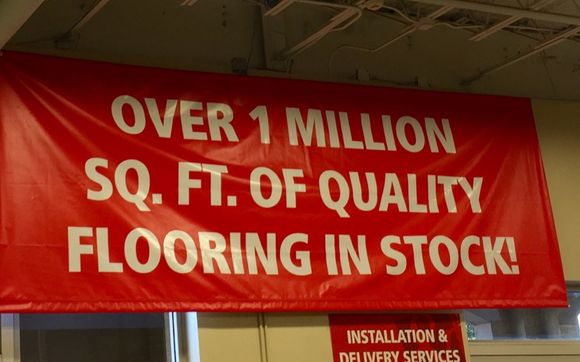 OVER 1 MILLION
SQ. FT. OF QUALITY
FLOORING IN STOCK!
INSTALLATION &
DELIVERY SERVICES